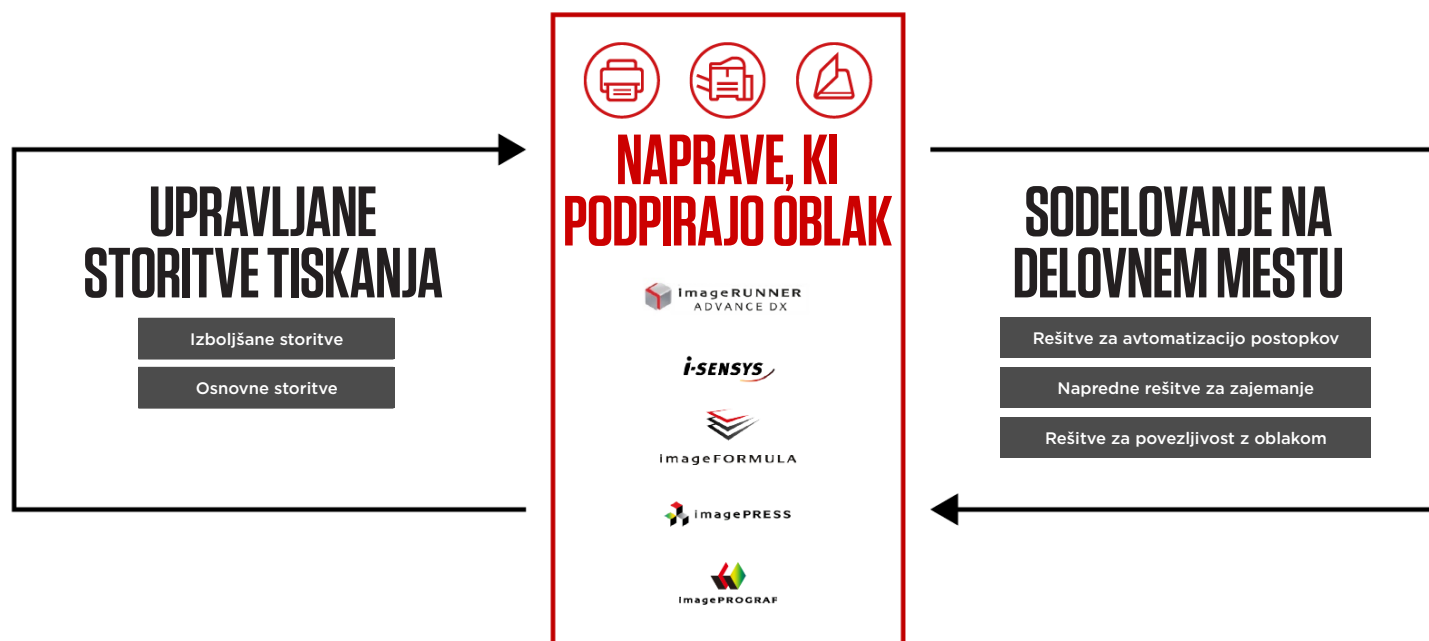 UPRAVLJANE
STORITVE TISKANJA
Izboljšane storitve
Osnovne storitve
NAPRAVE, KI
PODPIRAJO OBLAK
imageRUNNER
ADVANCE DX
i-SENSYS
imageFORMULA
imagePRESS
imagePROGRAF
SODELOVANJE NA
DELOVNEM MESTU
Rešitve za avtomatizacijo postopkov
Napredne rešitve za zajemanje
Rešitve za povezljivost z oblakom